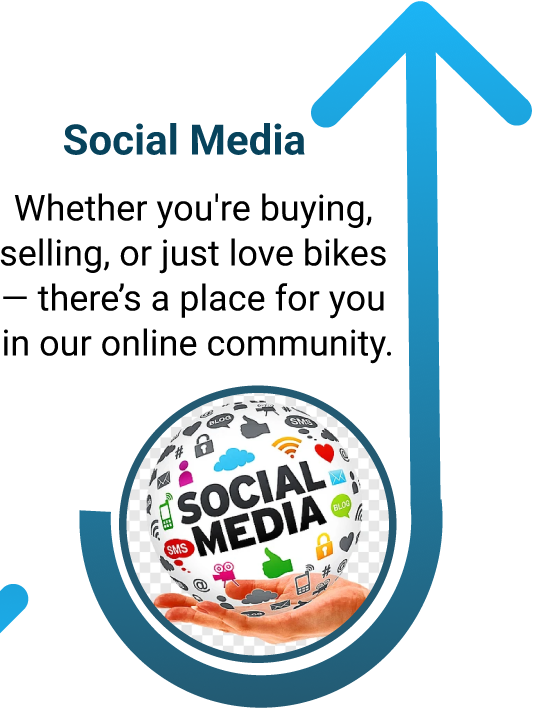 Social Media
Whether you're buying,
selling, or just love bikes
— there’s a place for you
in our online community.
BLOG
SMS
SOCIAL
MEDIA
BLOG
SMS